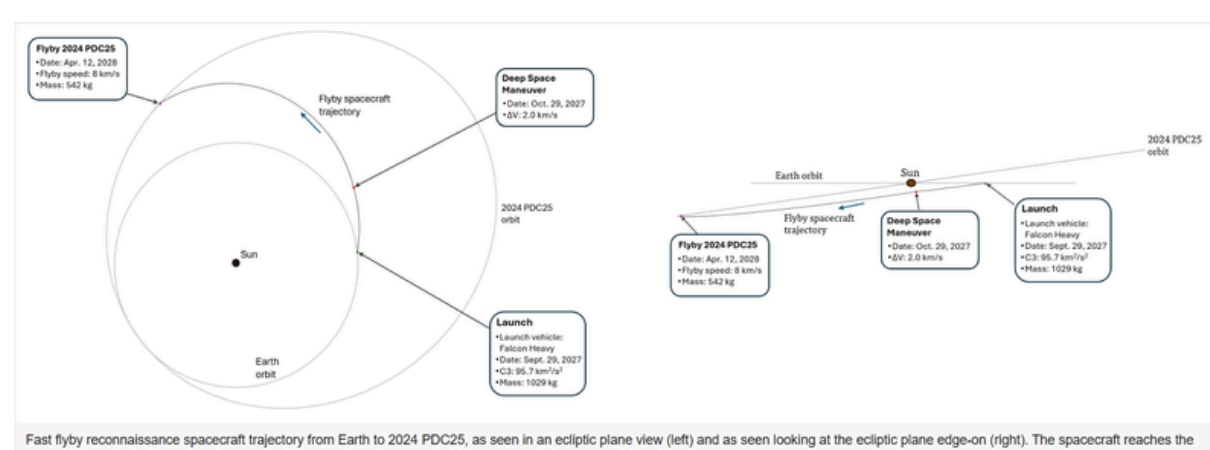 Flyby 2024 PDC25
•Date: Apr. 12, 2028
•Flyby speed: 8 km/s
•Mass: 542 kg
Flyby spacecraft
trajectory
Deep Space
Maneuver
•Date: Oct. 29, 2027
•ΔV: 2.0 km/s
2024 PDC25
orbit
Sun
Launch
•Launch vehicle:
Falcon Heavy
•Date: Sept. 29, 2027
•C3: 95.7 km²/s²
•Mass: 1029 kg
Earth
orbit
2024 PDC25
orbit
Earth orbit
Sun
Flyby spacecraft
trajectory
Flyby 2024 PDC25
•Date: Apr. 12, 2028
•Flyby speed: 8 km/s
•Mass: 542 kg
Deep Space
Maneuver
•Date: Oct. 29, 2027
•ΔV: 2.0 km/s
Launch
•Launch vehicle:
Falcon Heavy
•Date: Sept. 29, 2027
•C3: 95.7 km²/s²
•Mass: 1029 kg
Fast flyby reconnaissance spacecraft trajectory from Earth to 2024 PDC25, as seen in an ecliptic plane view (left) and as seen looking at the ecliptic plane edge-on (right). The spacecraft reaches the